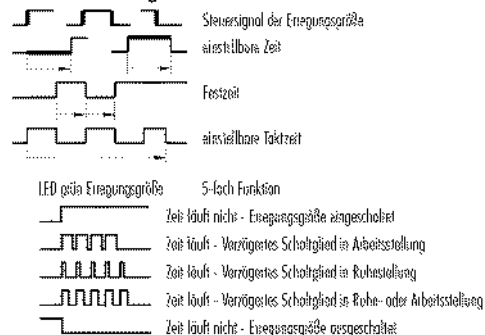 Steuersignal der Erregungsgröße
einstellbare Zeit
Festzeit
einstellbare Taktzeit
LED grün Erregungsgröße 5-fach Funktion
Zeit läuft nicht - Erregungsgröße eingeschaltet
Zeit läuft - Verzögertes Schaltglied in Arbeitsstellung
Zeit läuft - Verzögertes Schaltglied in Ruhestellung
Zeit läuft - Verzögertes Schaltglied in Ruhe- oder Arbeitsstellung
Zeit läuft nicht - Erregungsgröße ausgeschaltet